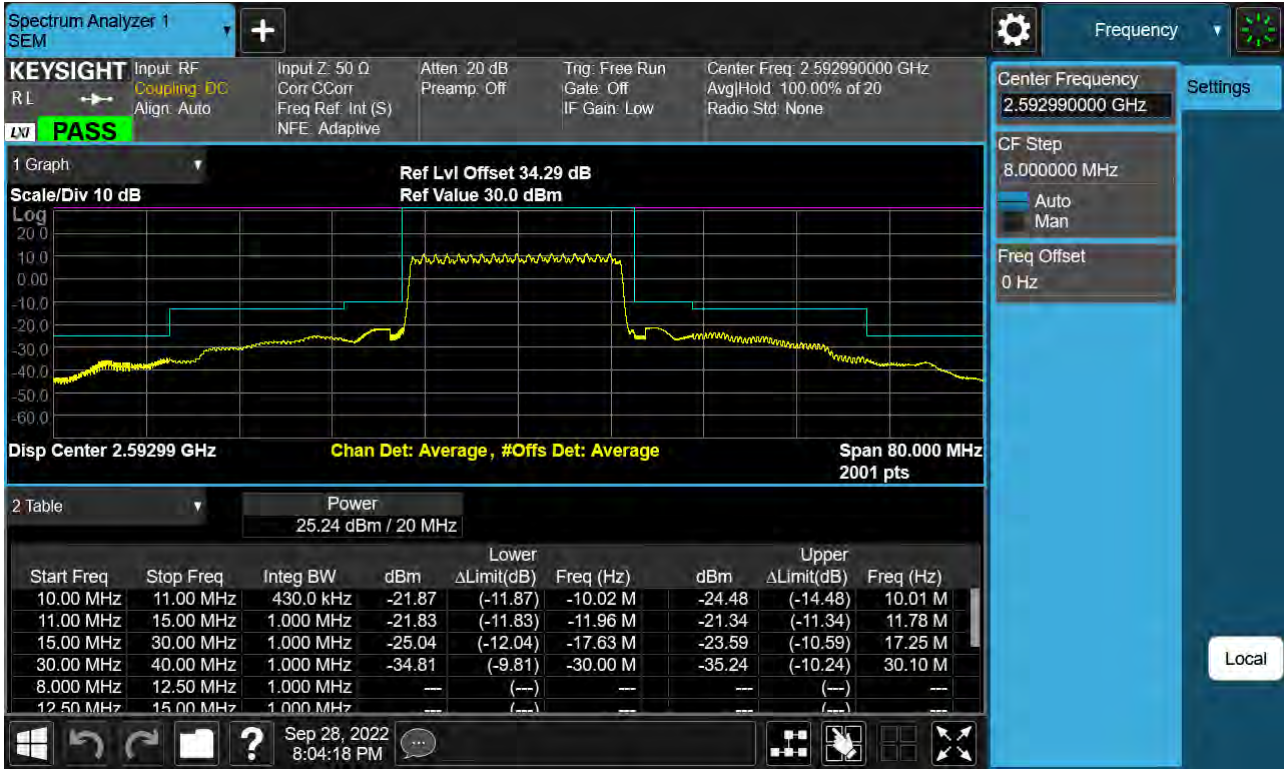 Spectrum Analyzer 1
SEM
Frequency
KEYSIGHT
R L
LXI
PASS
Input: RF
Coupling: DC
Align: Auto
Input Z: 50 Ω
Corr CCorr
Freq Ref: Int (S)
NFE: Adaptive
Atten: 20 dB
Preamp: Off
Trig: Free Run
Gate: Off
IF Gain: Low
Center Freq: 2.592990000 GHz
Avg|Hold: 100.00% of 20
Radio Std: None
1 Graph
Scale/Div 10 dB
Ref Lvl Offset 34.29 dB
Ref Value 30.0 dBm
Log
20.0
10.0
0.00
-10.0
-20.0
-30.0
-40.0
-50.0
-60.0
Disp Center 2.59299 GHz
Chan Det: Average, #Offs Det: Average
Span 80.000 MHz
2001 pts
2 Table
Power
25.24 dBm / 20 MHz
Lower Upper
Start Freq Stop Freq Integ BW dBm ΔLimit(dB) Freq (Hz) dBm ΔLimit(dB) Freq (Hz)
10.00 MHz 11.00 MHz 430.0 kHz -21.87 (-11.87) -10.02 M -24.48 (-14.48) 10.01 M
11.00 MHz 15.00 MHz 1.000 MHz -21.83 (-11.83) -11.96 M -21.34 (-11.34) 11.78 M
15.00 MHz 30.00 MHz 1.000 MHz -25.04 (-12.04) -17.63 M -23.59 (-10.59) 17.25 M
30.00 MHz 40.00 MHz 1.000 MHz -34.81 (-9.81) -30.00 M -35.24 (-10.24) 30.10 M
8.000 MHz 12.50 MHz 1.000 MHz --- (---) --- --- (---) ---
12.50 MHz 15.00 MHz 1.000 MHz --- (---) --- --- (---) ---
Sep 28, 2022
8:04:18 PM
Center Frequency
2.592990000 GHz
Settings
CF Step
8.000000 MHz
Auto
Man
Freq Offset
0 Hz
Local